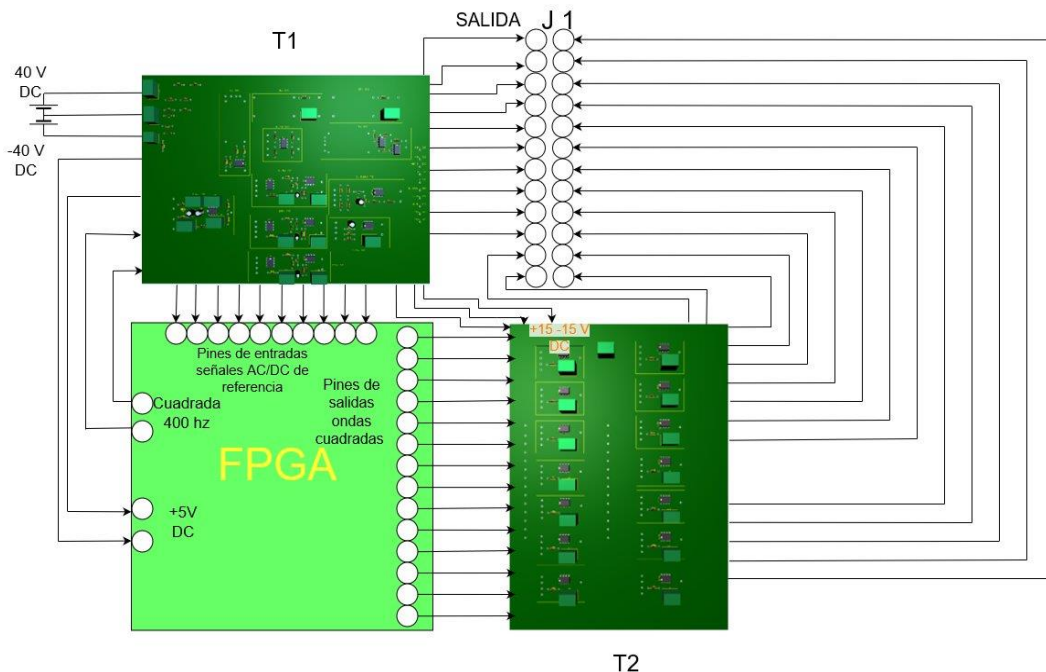 SALIDA J 1
T1
40 V
DC
-40 V
DC
Pines de entradas
señales AC/DC de
referencia
Pines de
salidas
ondas
cuadradas
Cuadrada
400 hz
FPGA
+5V
DC
+15 -15 V
DC
T2